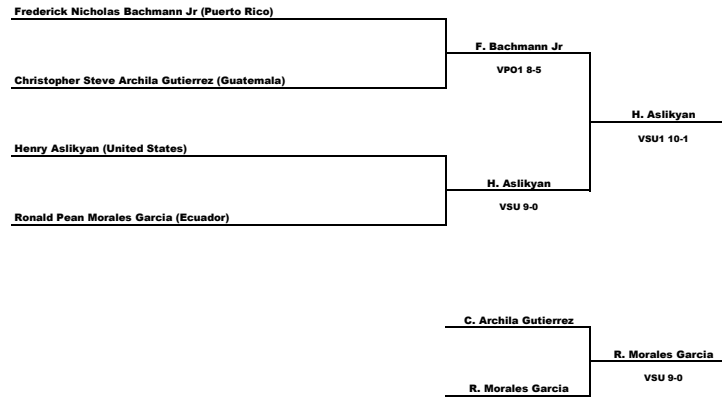 Frederick Nicholas Bachmann Jr (Puerto Rico)
F. Bachmann Jr
VPO1 8-5
Christopher Steve Archila Gutierrez (Guatemala)
H. Aslikyan
VSU1 10-1
Henry Aslikyan (United States)
H. Aslikyan
VSU 9-0
Ronald Pean Morales Garcia (Ecuador)
C. Archila Gutierrez
R. Morales Garcia
VSU 9-0
R. Morales Garcia